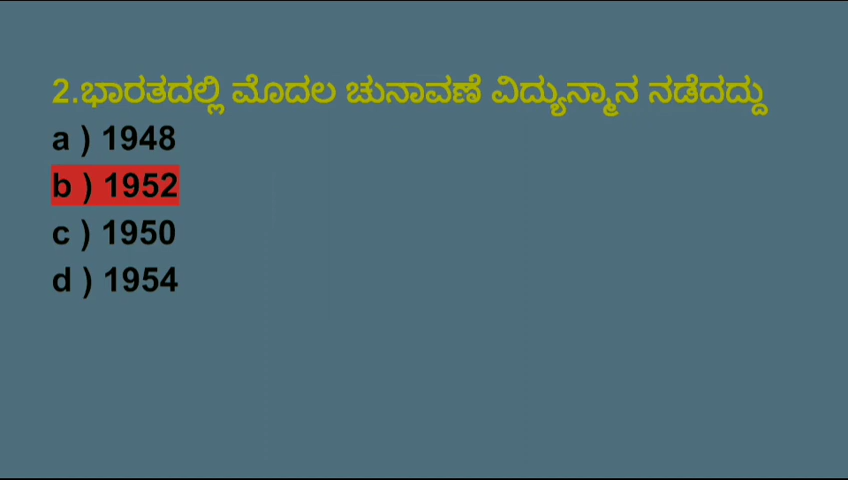 2.ಭಾರತದಲ್ಲಿ ಮೊದಲ ಚುನಾವಣೆ ವಿದ್ಯುನ್ಮಾನ ನಡೆದದ್ದು
a ) 1948
b ) 1952
c ) 1950
d ) 1954